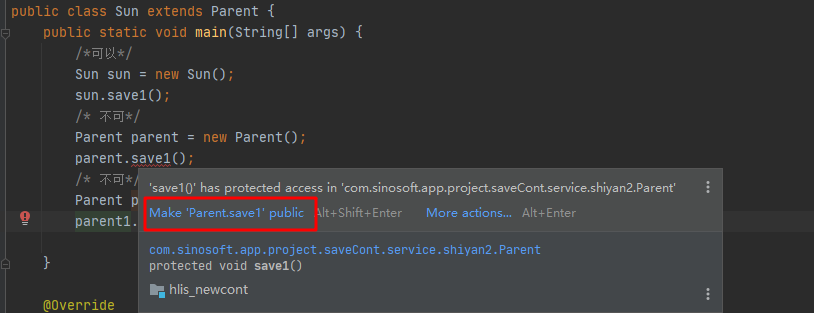 public class Sun extends Parent {
public static void main(String[] args) {
/*可以*/
Sun sun = new Sun();
sun.save1();
/* 不可*/
Parent parent = new Parent();
parent.save1();
/* 不可*/
Parent p
parent1.
'save1()' has protected access in 'com.sinosoft.app.project.saveCont.service.shiyan2.Parent'
Make 'Parent.save1' public Alt+Shift+Enter More actions... Alt+Enter
com.sinosoft.app.project.saveCont.service.shiyan2.Parent
protected void save1()
hlis_newcont
}
@Override